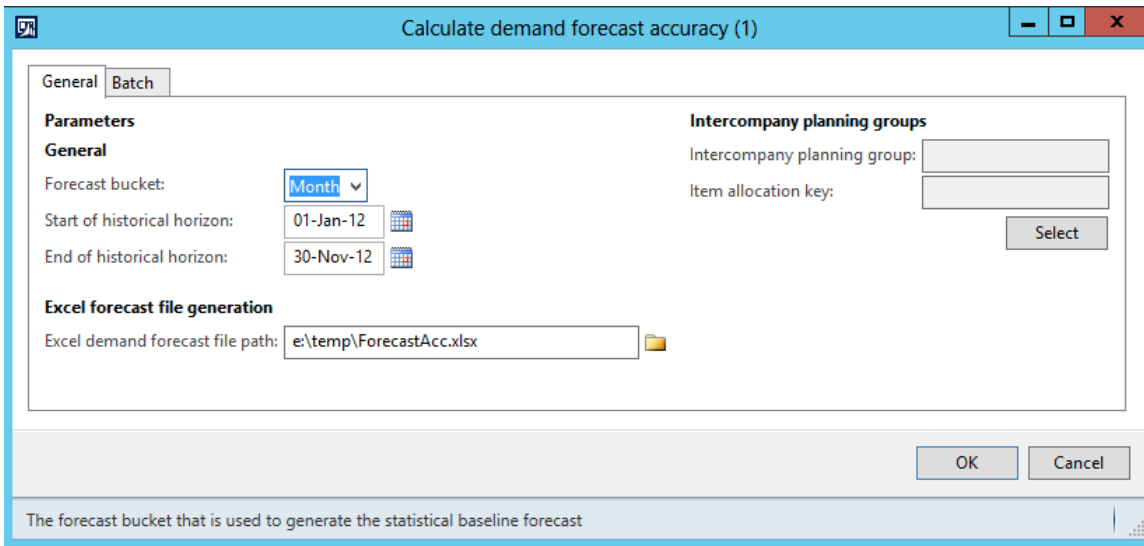 Calculate demand forecast accuracy (1)
General Batch
Parameters
General
Forecast bucket: Month
Start of historical horizon: 01-Jan-12
End of historical horizon: 30-Nov-12
Excel forecast file generation
Excel demand forecast file path: e:\temp\ForecastAcc.xlsx
Intercompany planning groups
Intercompany planning group:
Item allocation key:
Select
OK Cancel
The forecast bucket that is used to generate the statistical baseline forecast